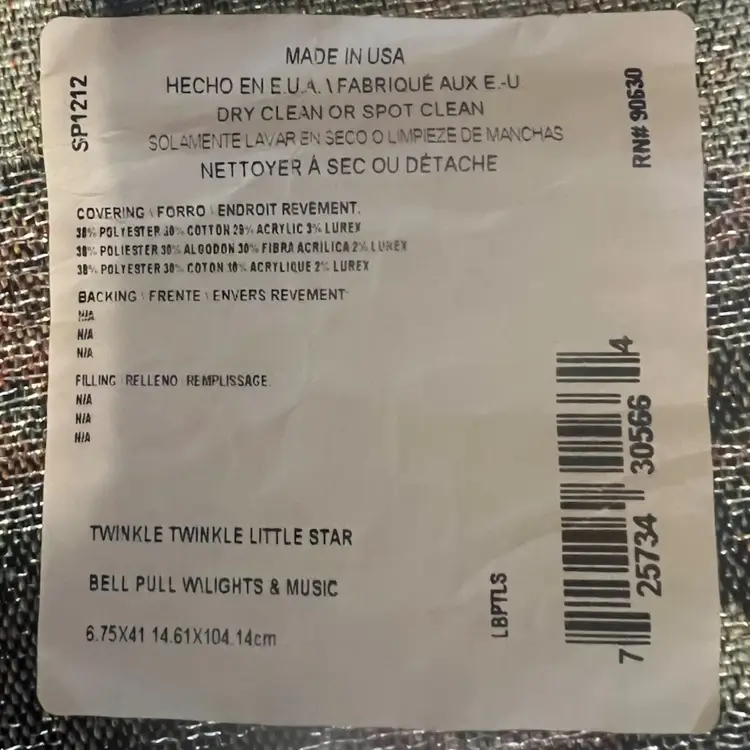 SP1212
MADE IN USA
HECHO EN E.U.A. \ FABRIQUÉ AUX E.-U
DRY CLEAN OR SPOT CLEAN
SOLAMENTE LAVAR EN SECO O LIMPIEZE DE MANCHAS
NETTOYER À SEC OU DÉTACHE
RN# 90630
COVERING \ FORRO \ ENDROIT REVEMENT.
38% POLYESTER 30% COTTON 29% ACRYLIC 3% LUREX
38% POLIESTER 30% ALGODON 30% FIBRA ACRILICA 2% LUREX
38% POLYESTER 30% COTON 30% ACRYLIQUE 2% LUREX
BACKING \ FRENTE \ ENVERS REVEMENT
N/A
N/A
N/A
FILLING \ RELLENO \ REMPLISSAGE.
N/A
N/A
N/A
TWINKLE TWINKLE LITTLE STAR
BELL PULL W\LIGHTS & MUSIC
6.75X41 14.61X104.14cm
LBPTLS
7 25734 30566 4